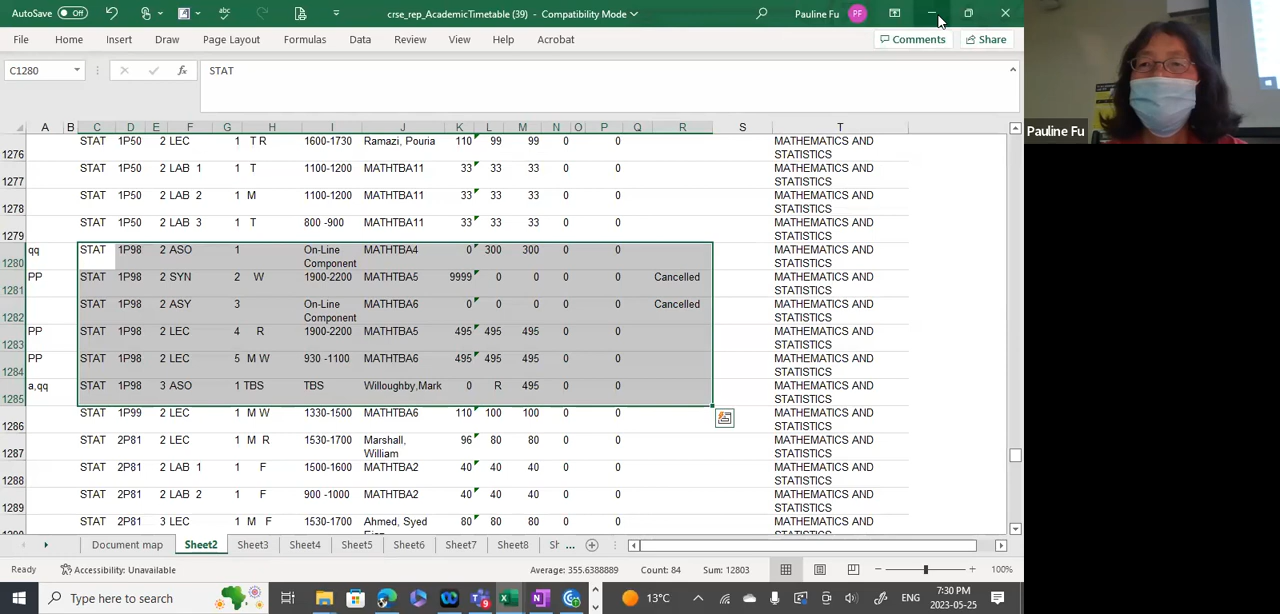 AutoSave Off crse_rep_AcademicTimetable (39) - Compatibility Mode Pauline Fu PF
File Home Insert Draw Page Layout Formulas Data Review View Help Acrobat Comments Share
C1280 fx STAT
A B C D E F G H I J K L M N O P Q R S T
1276 STAT 1P50 2 LEC 1 T R 1600-1730 Ramazi, Pouria 110 99 99 0 0 MATHEMATICS AND
STATISTICS
1277 STAT 1P50 2 LAB 1 1 T 1100-1200 MATHTBA11 33 33 33 0 0 MATHEMATICS AND
STATISTICS
1278 STAT 1P50 2 LAB 2 1 M 1100-1200 MATHTBA11 33 33 33 0 0 MATHEMATICS AND
STATISTICS
1279 STAT 1P50 2 LAB 3 1 T 800 -900 MATHTBA11 33 33 33 0 0 MATHEMATICS AND
STATISTICS
1280 qq STAT 1P98 2 ASO 1 On-Line MATHTBA4 0 300 300 0 0 MATHEMATICS AND
Component STATISTICS
1281 PP STAT 1P98 2 SYN 2 W 1900-2200 MATHTBA5 9999 0 0 0 0 Cancelled MATHEMATICS AND
STATISTICS
1282 STAT 1P98 2 ASY 3 On-Line MATHTBA6 0 0 0 0 0 Cancelled MATHEMATICS AND
Component STATISTICS
1283 PP STAT 1P98 2 LEC 4 R 1900-2200 MATHTBA5 495 495 495 0 0 MATHEMATICS AND
STATISTICS
1284 PP STAT 1P98 2 LEC 5 M W 930 -1100 MATHTBA6 495 495 495 0 0 MATHEMATICS AND
STATISTICS
1285 a,qq STAT 1P98 3 ASO 1 TBS TBS Willoughby,Mark 0 R 495 0 0 MATHEMATICS AND
STATISTICS
1286 STAT 1P99 2 LEC 1 M W 1330-1500 MATHTBA6 110 100 100 0 0 MATHEMATICS AND
STATISTICS
1287 STAT 2P81 2 LEC 1 M R 1530-1700 Marshall, 96 80 80 0 0 MATHEMATICS AND
William STATISTICS
1288 STAT 2P81 2 LAB 1 1 F 1500-1600 MATHTBA2 40 40 40 0 0 MATHEMATICS AND
STATISTICS
1289 STAT 2P81 2 LAB 2 1 F 900 -1000 MATHTBA2 40 40 40 0 0 MATHEMATICS AND
STATISTICS
STAT 2P81 3 LEC 1 M F 1530-1700 Ahmed, Syed 80 80 80 0 0 MATHEMATICS AND
Document map Sheet2 Sheet3 Sheet4 Sheet5 Sheet6 Sheet7 Sheet8 Sh ...
Ready Accessibility: Unavailable Average: 355.6388889 Count: 84 Sum: 12803 100%
Type here to search 13°C ENG 7:30 PM
2023-05-25
Pauline Fu